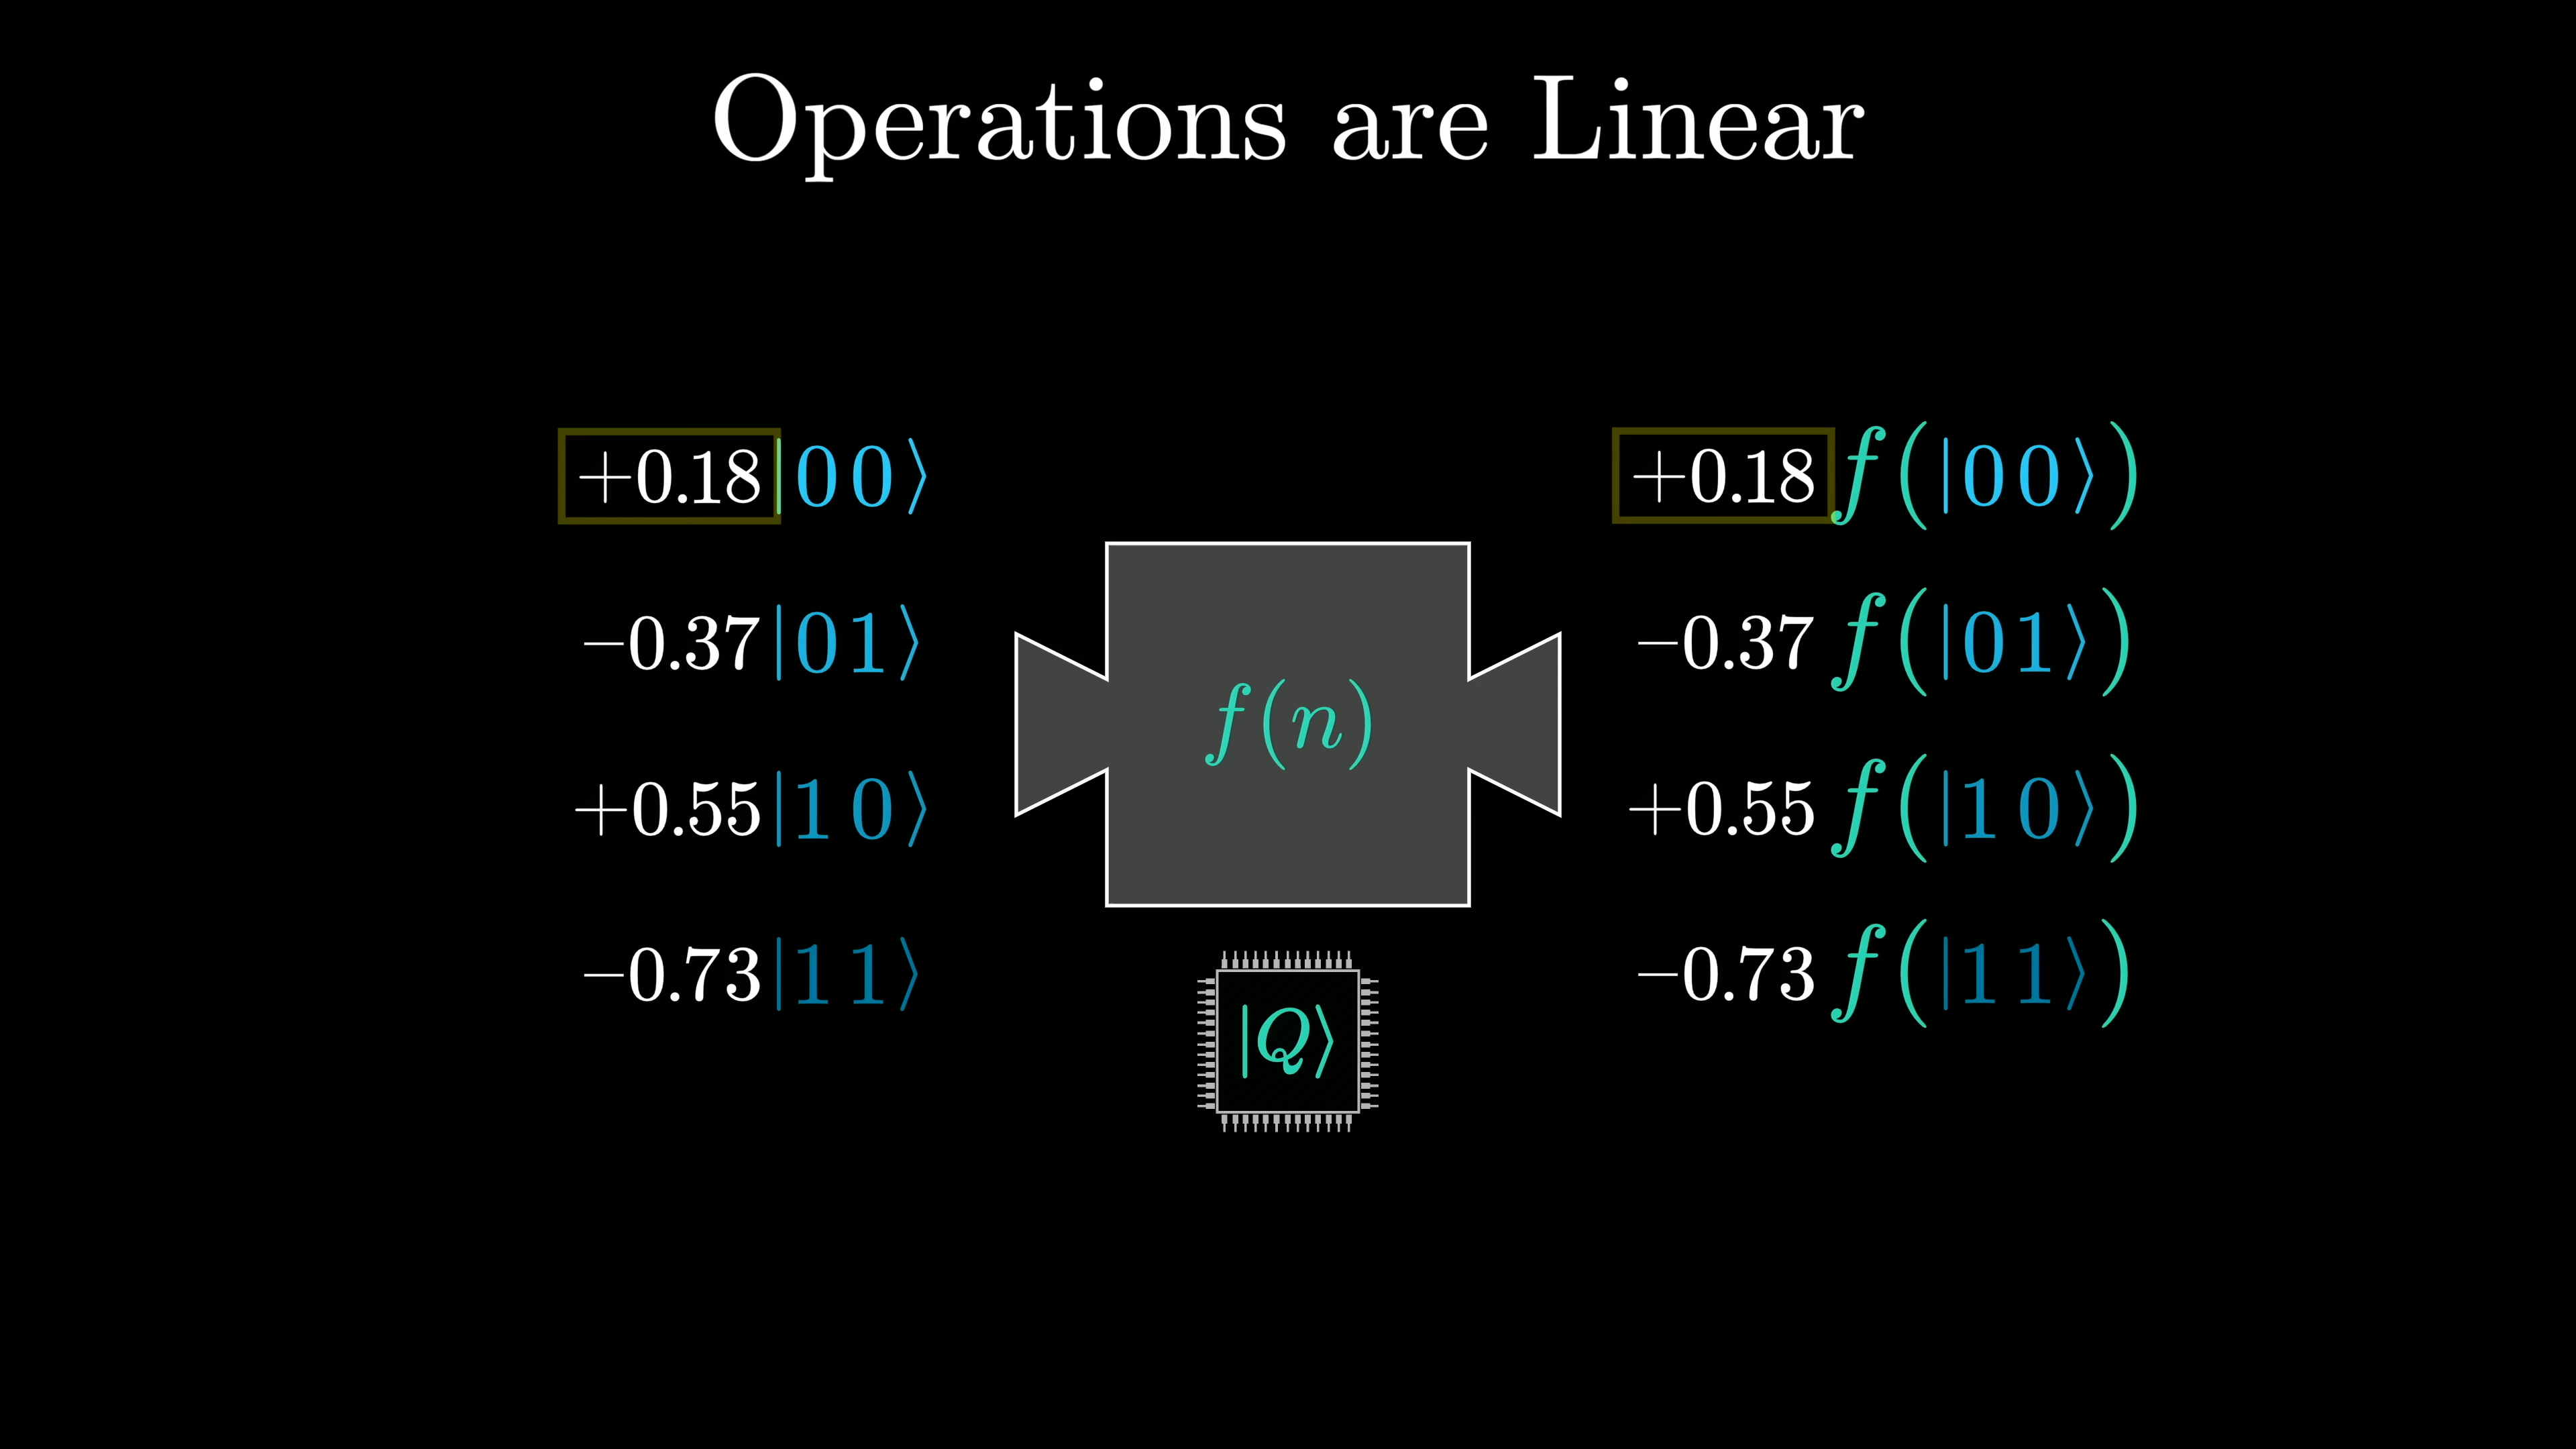 Operations are Linear
+0.18|00⟩
−0.37|01⟩
+0.55|10⟩
−0.73|11⟩
f(n)
|Q⟩
+0.18 f(|00⟩)
−0.37 f(|01⟩)
+0.55 f(|10⟩)
−0.73 f(|11⟩)